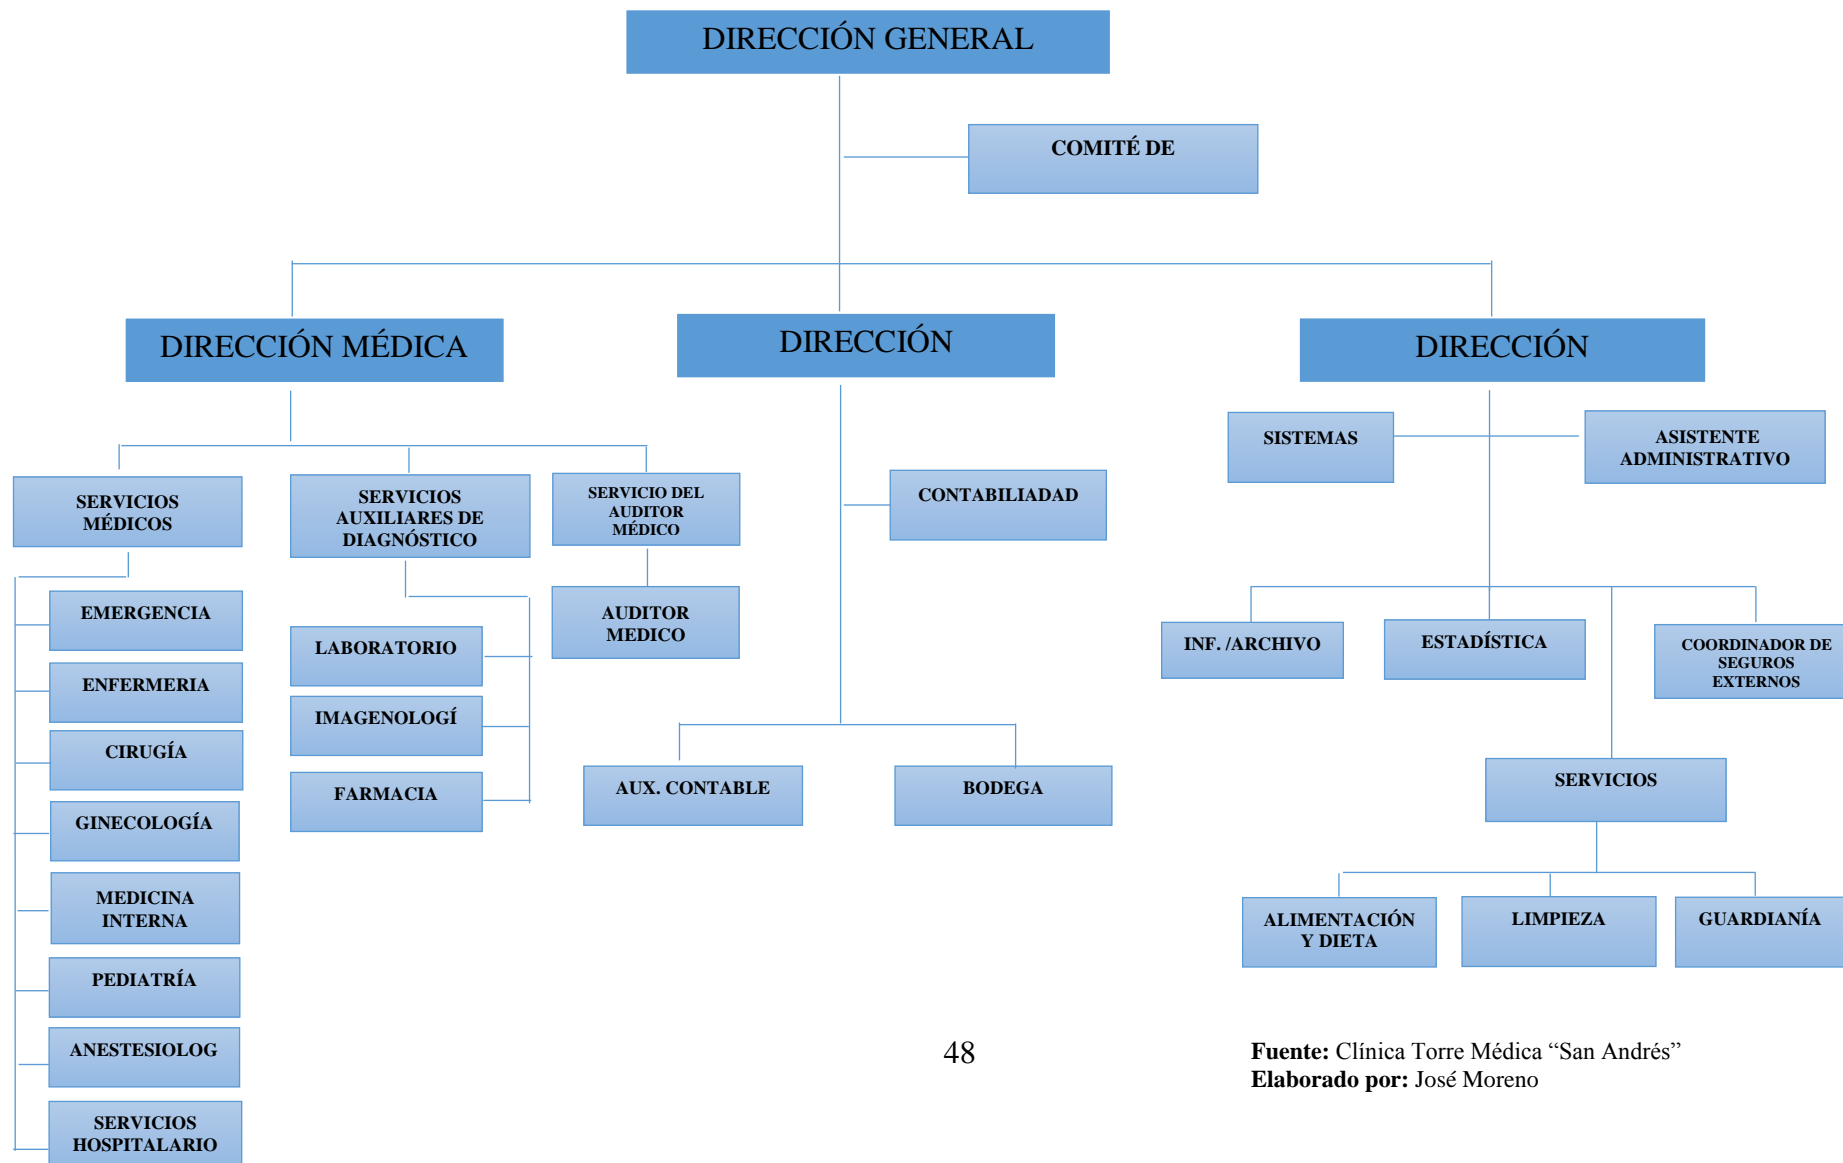 DIRECCIÓN GENERAL
COMITÉ DE
DIRECCIÓN MÉDICA
DIRECCIÓN
DIRECCIÓN
SISTEMAS
ASISTENTE
ADMINISTRATIVO
SERVICIOS
MÉDICOS
SERVICIOS
AUXILIARES DE
DIAGNÓSTICO
SERVICIO DEL
AUDITOR
MÉDICO
CONTABILIADAD
EMERGENCIA
ENFERMERIA
CIRUGÍA
GINECOLOGÍA
MEDICINA
INTERNA
PEDIATRÍA
ANESTESIOLOG
SERVICIOS
HOSPITALARIO
LABORATORIO
IMAGENOLOGÍ
FARMACIA
AUDITOR
MEDICO
AUX. CONTABLE
BODEGA
INF. /ARCHIVO
ESTADÍSTICA
COORDINADOR DE
SEGUROS
EXTERNOS
SERVICIOS
ALIMENTACIÓN
Y DIETA
LIMPIEZA
GUARDIANÍA
48
Fuente: Clínica Torre Médica “San Andrés”
Elaborado por: José Moreno